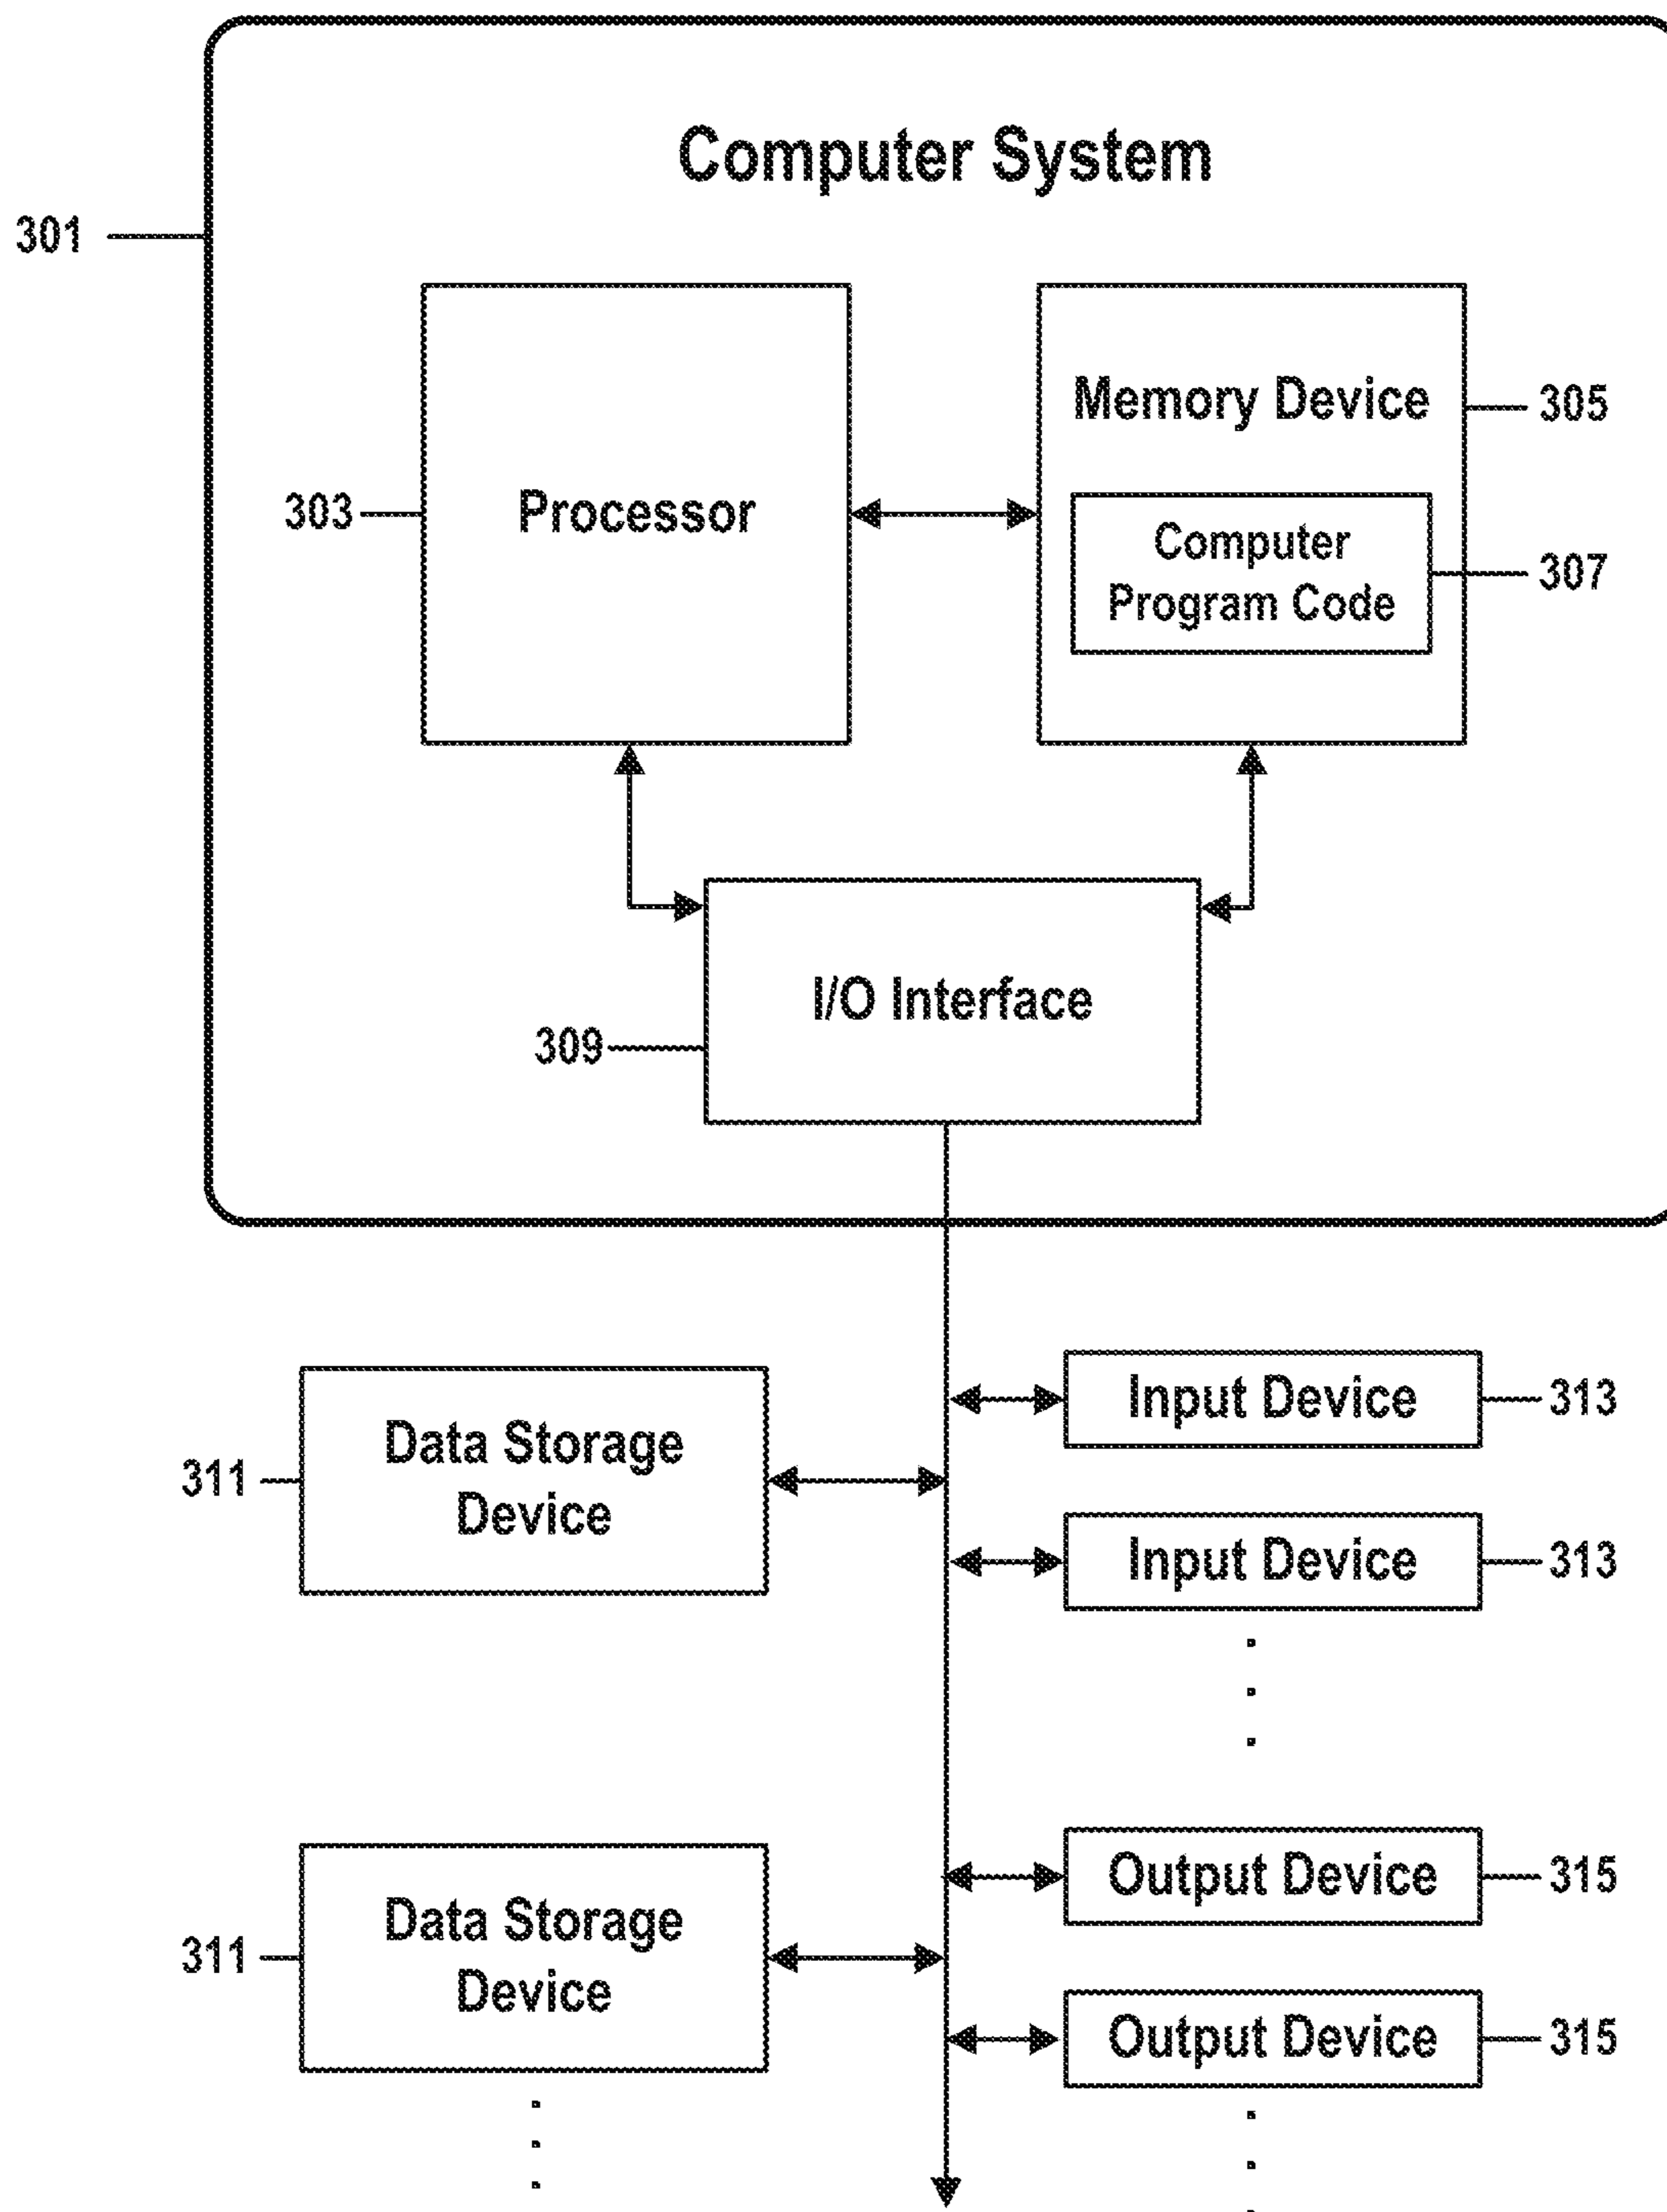 Computer System
301
Memory Device
305
303
Processor
Computer
Program Code
307
I/O Interface
309
Input Device
313
Data Storage
Device
311
Input Device
313
Output Device
315
Data Storage
Device
311
Output Device
315